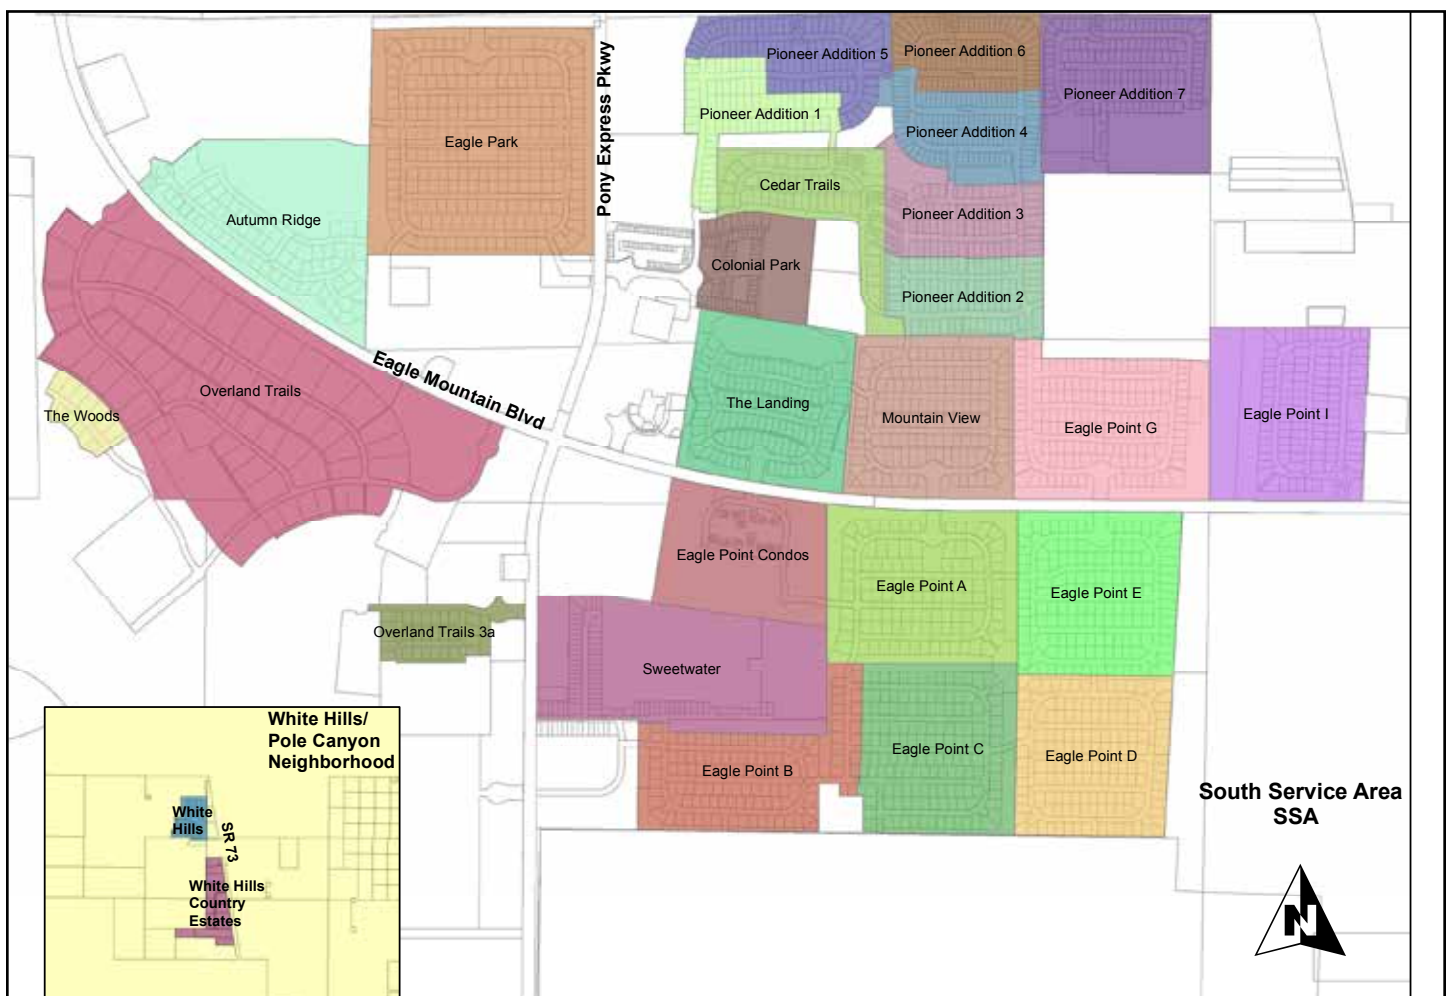 Pioneer Addition 5
Pioneer Addition 6
Pioneer Addition 7
Pony Express Pkwy
Pioneer Addition 1
Pioneer Addition 4
Eagle Park
Cedar Trails
Pioneer Addition 3
Autumn Ridge
Colonial Park
Pioneer Addition 2
Eagle Mountain Blvd
Overland Trails
The Woods
The Landing
Mountain View
Eagle Point G
Eagle Point I
Eagle Point Condos
Eagle Point A
Eagle Point E
Overland Trails 3a
Sweetwater
Eagle Point B
Eagle Point C
Eagle Point D
White Hills/
Pole Canyon
Neighborhood
White
Hills
SR 73
White Hills
Country
Estates
South Service Area
SSA
N